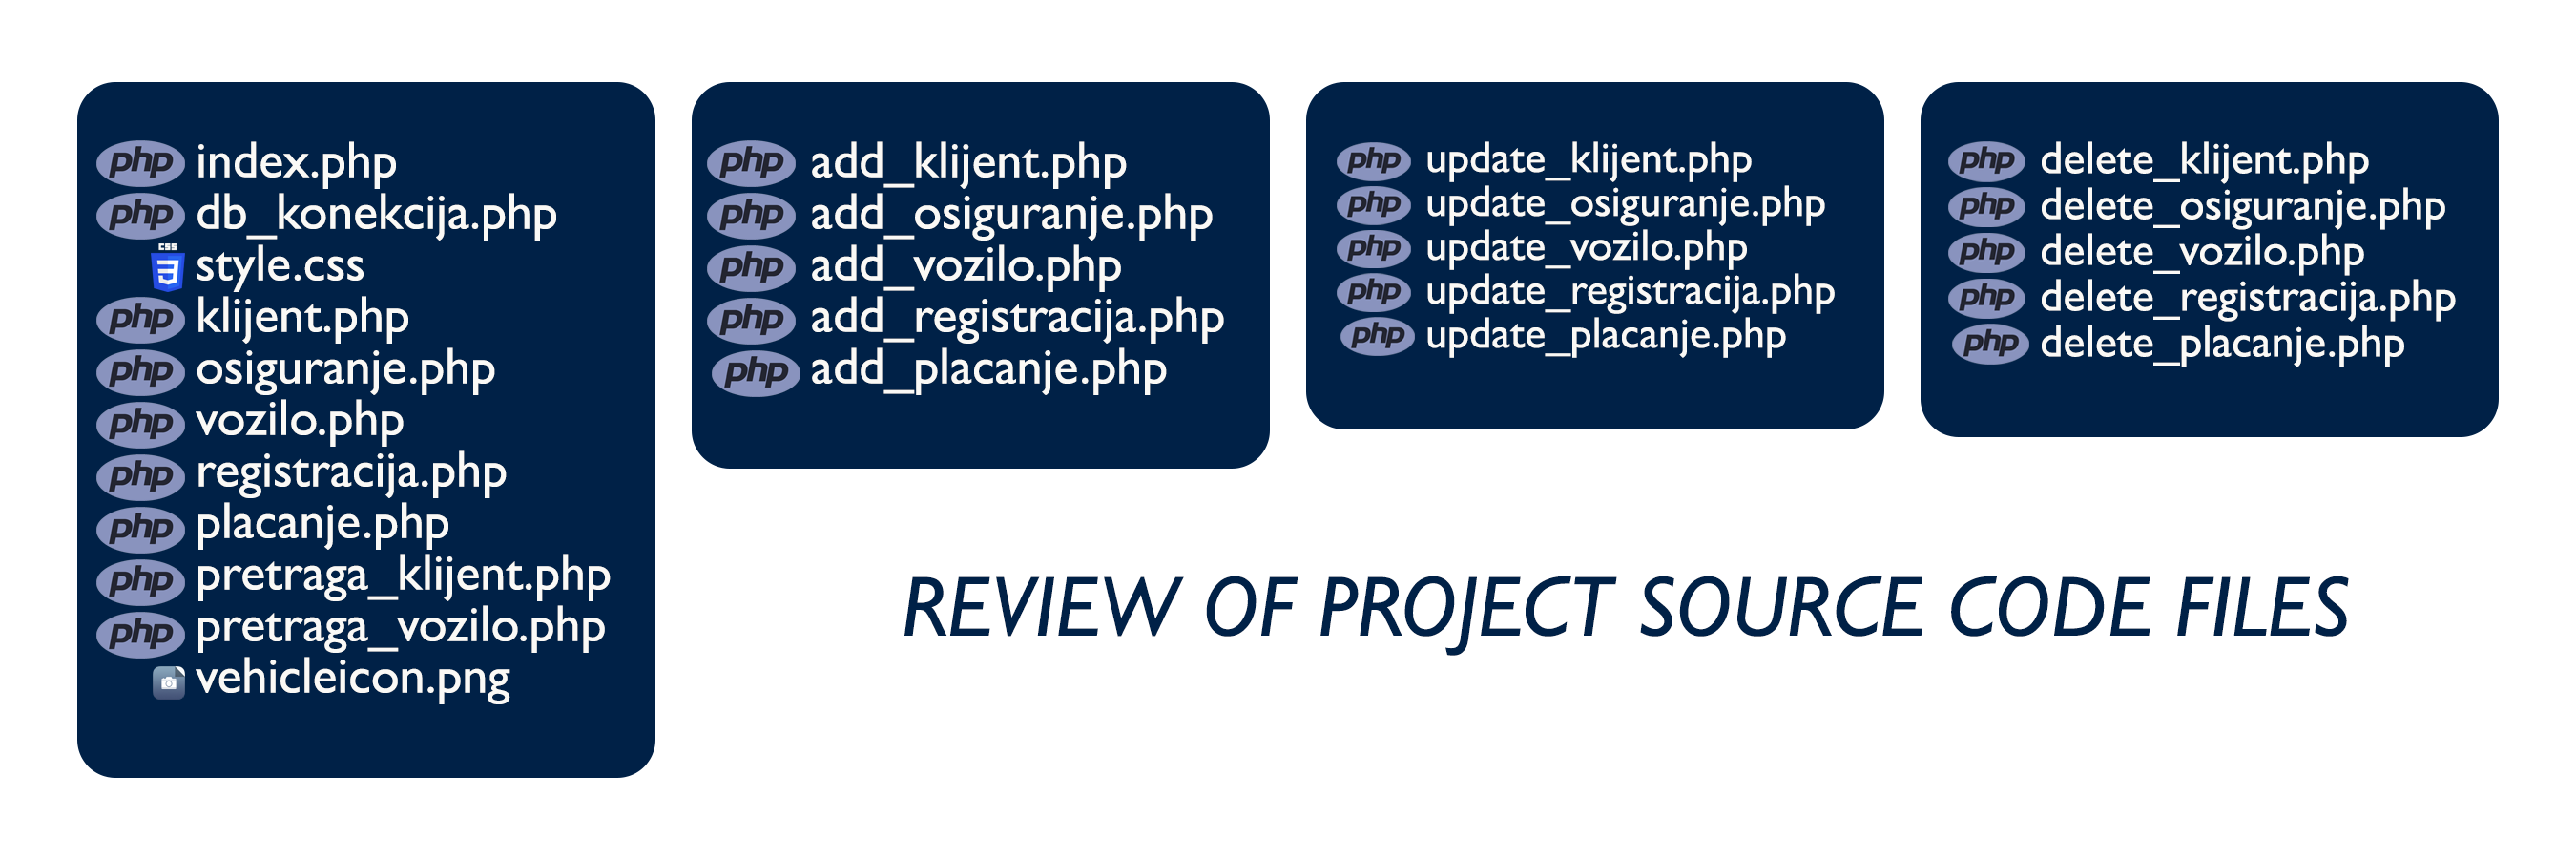 php index.php
php db_konekcija.php
CSS
3 style.css
php klijent.php
php osiguranje.php
php vozilo.php
php registracija.php
php placanje.php
php pretraga_klijent.php
php pretraga_vozilo.php
vehicleicon.png
php add_klijent.php
php add_osiguranje.php
php add_vozilo.php
php add_registracija.php
php add_placanje.php
php update_klijent.php
php update_osiguranje.php
php update_vozilo.php
php update_registracija.php
php update_placanje.php
php delete_klijent.php
php delete_osiguranje.php
php delete_vozilo.php
php delete_registracija.php
php delete_placanje.php
REVIEW OF PROJECT SOURCE CODE FILES